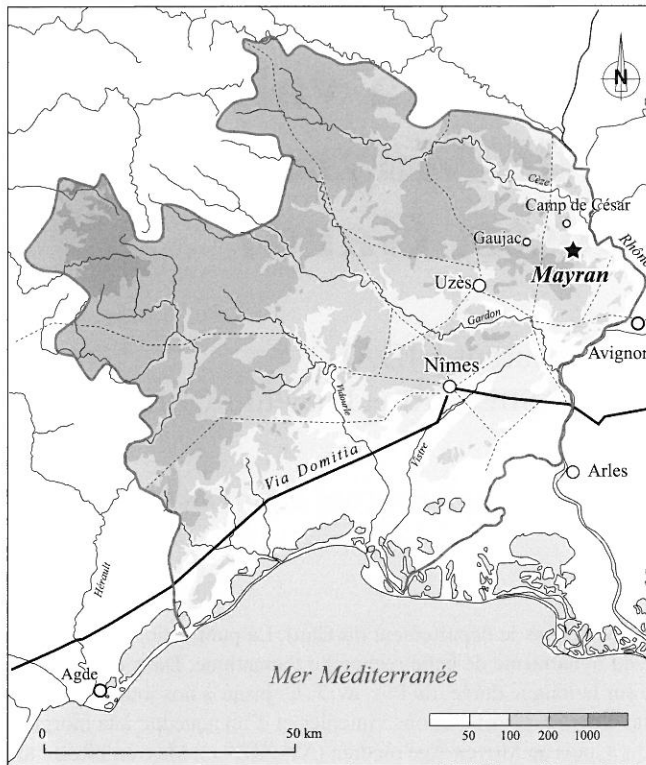 N
Cèze
Camp de César
Gaujac
Rhône
Mayran
Uzès
Gardon
Avignon
Nîmes
Vidourle
Via Domitia
Vistre
Arles
Hérault
Agde
Mer Méditerranée
50 100 200 1000
0 50 km